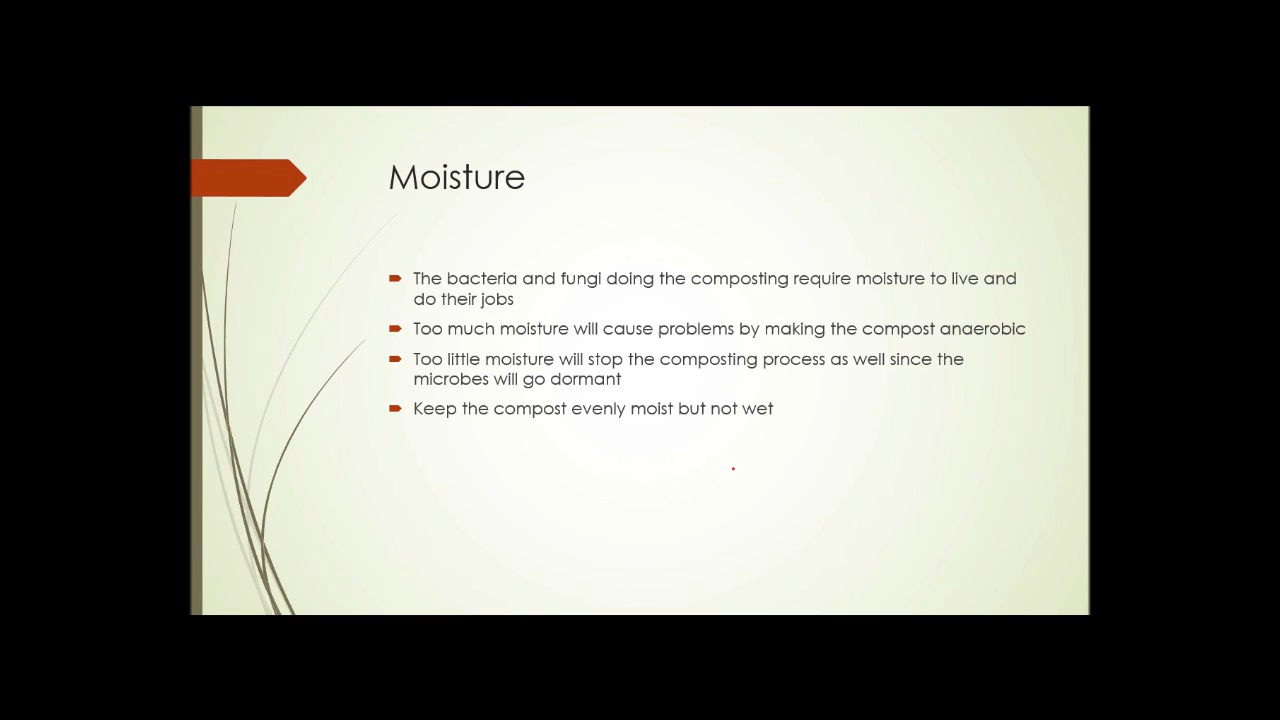 Moisture
The bacteria and fungi doing the composting require moisture to live and
do their jobs
Too much moisture will cause problems by making the compost anaerobic
Too little moisture will stop the composting process as well since the
microbes will go dormant
Keep the compost evenly moist but not wet